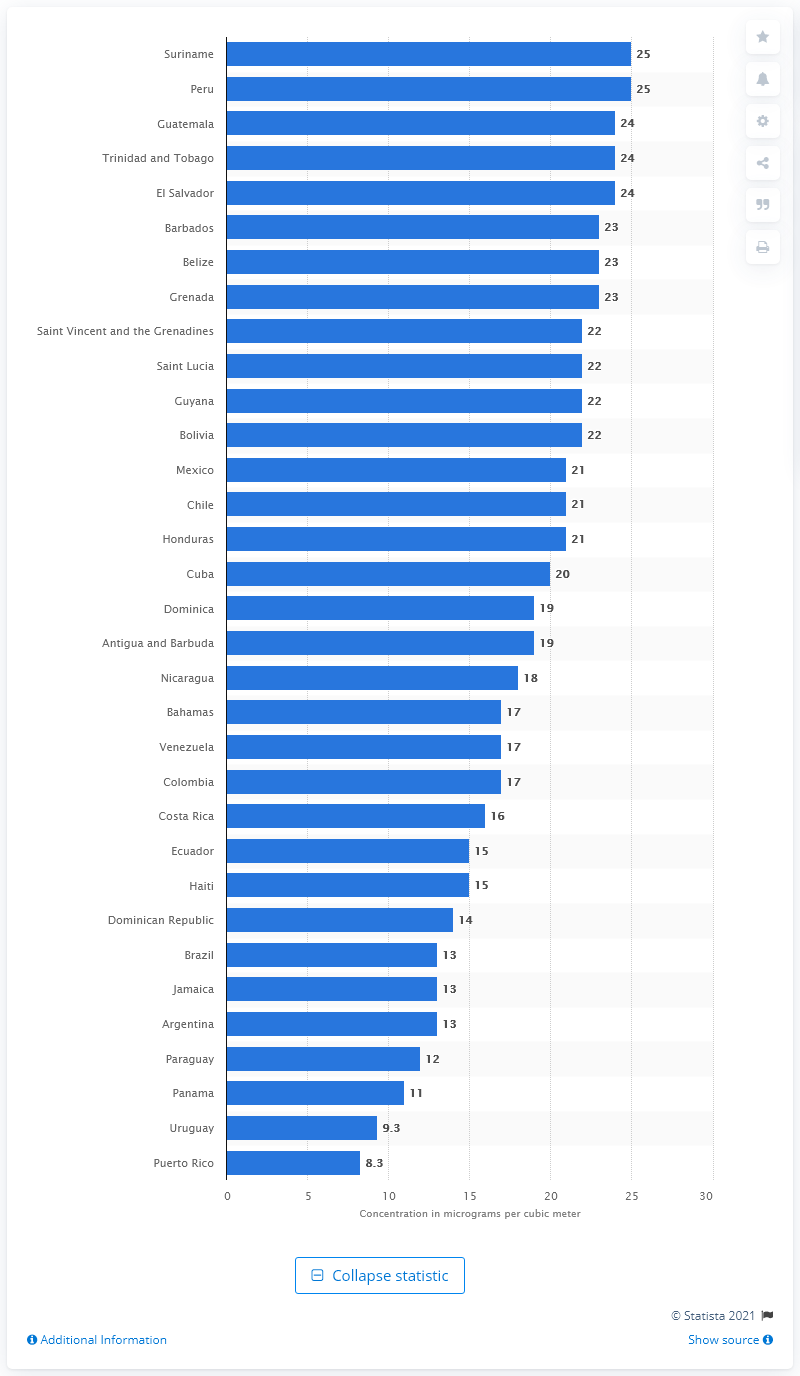 Suriname 25
Peru 25
Guatemala 24
Trinidad and Tobago 24
El Salvador 24
Barbados 23
Belize 23
Grenada 23
Saint Vincent and the Grenadines 22
Saint Lucia 22
Guyana 22
Bolivia 22
Mexico 21
Chile 21
Honduras 21
Cuba 20
Dominica 19
Antigua and Barbuda 19
Nicaragua 18
Bahamas 17
Venezuela 17
Colombia 17
Costa Rica 16
Ecuador 15
Haiti 15
Dominican Republic 14
Brazil 13
Jamaica 13
Argentina 13
Paraguay 12
Panama 11
Uruguay 9.3
Puerto Rico 8.3
0 5 10 15 20 25 30
Concentration in micrograms per cubic meter
Collapse statistic
© Statista 2021
Additional Information Show source